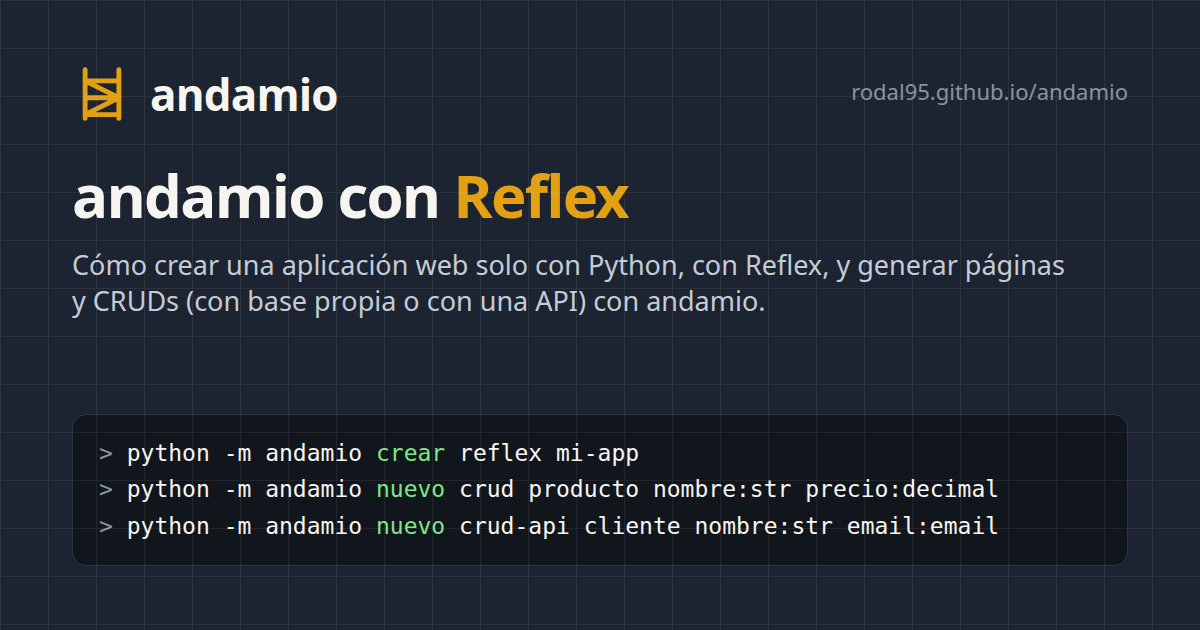 andamio
rodal95.github.io/andamio
andamio con Reflex
Cómo crear una aplicación web solo con Python, con Reflex, y generar páginas
y CRUDs (con base propia o con una API) con andamio.
> python -m andamio crear reflex mi-app
> python -m andamio nuevo crud producto nombre:str precio:decimal
> python -m andamio nuevo crud-api cliente nombre:str email:email